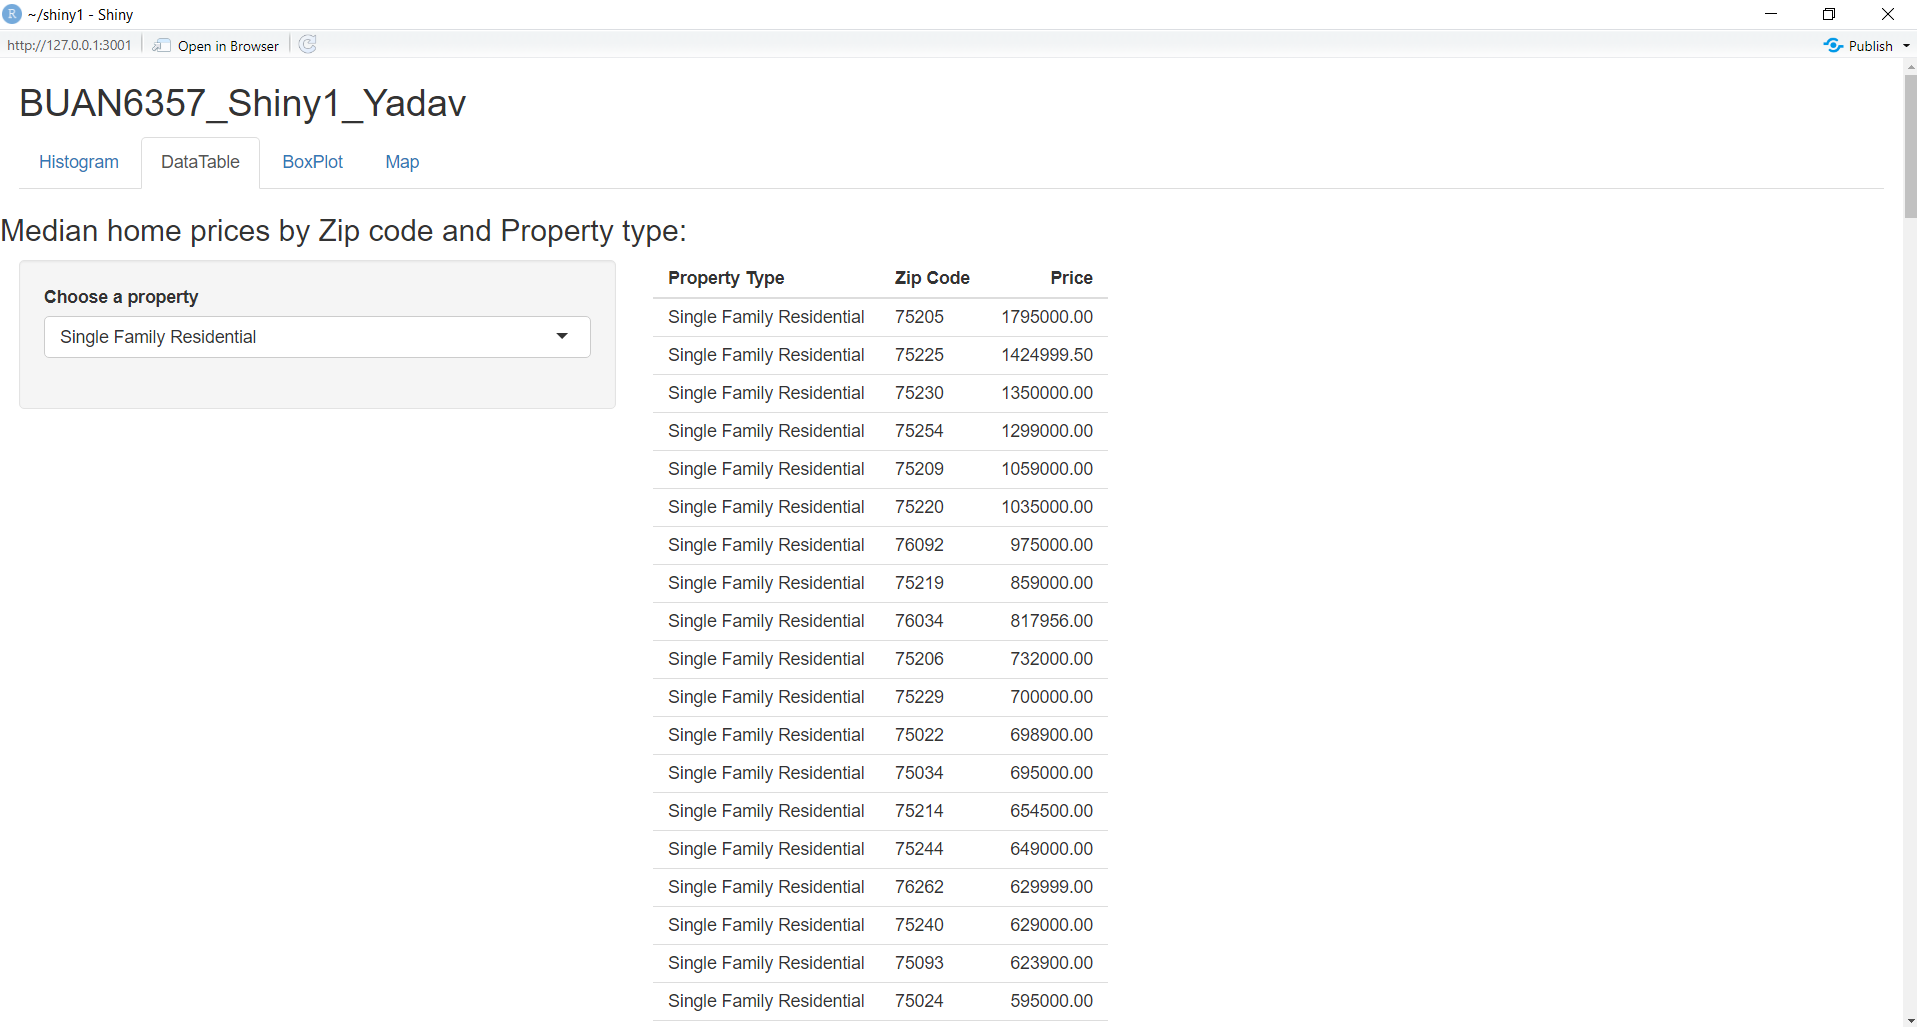 ~/shiny1 - Shiny
http://127.0.0.1:3001 Open in Browser Publish
BUAN6357_Shiny1_Yadav
Histogram DataTable BoxPlot Map
Median home prices by Zip code and Property type:
Choose a property
Single Family Residential
Property Type Zip Code Price
Single Family Residential 75205 1795000.00
Single Family Residential 75225 1424999.50
Single Family Residential 75230 1350000.00
Single Family Residential 75254 1299000.00
Single Family Residential 75209 1059000.00
Single Family Residential 75220 1035000.00
Single Family Residential 76092 975000.00
Single Family Residential 75219 859000.00
Single Family Residential 76034 817956.00
Single Family Residential 75206 732000.00
Single Family Residential 75229 700000.00
Single Family Residential 75022 698900.00
Single Family Residential 75034 695000.00
Single Family Residential 75214 654500.00
Single Family Residential 75244 649000.00
Single Family Residential 76262 629999.00
Single Family Residential 75240 629000.00
Single Family Residential 75093 623900.00
Single Family Residential 75024 595000.00